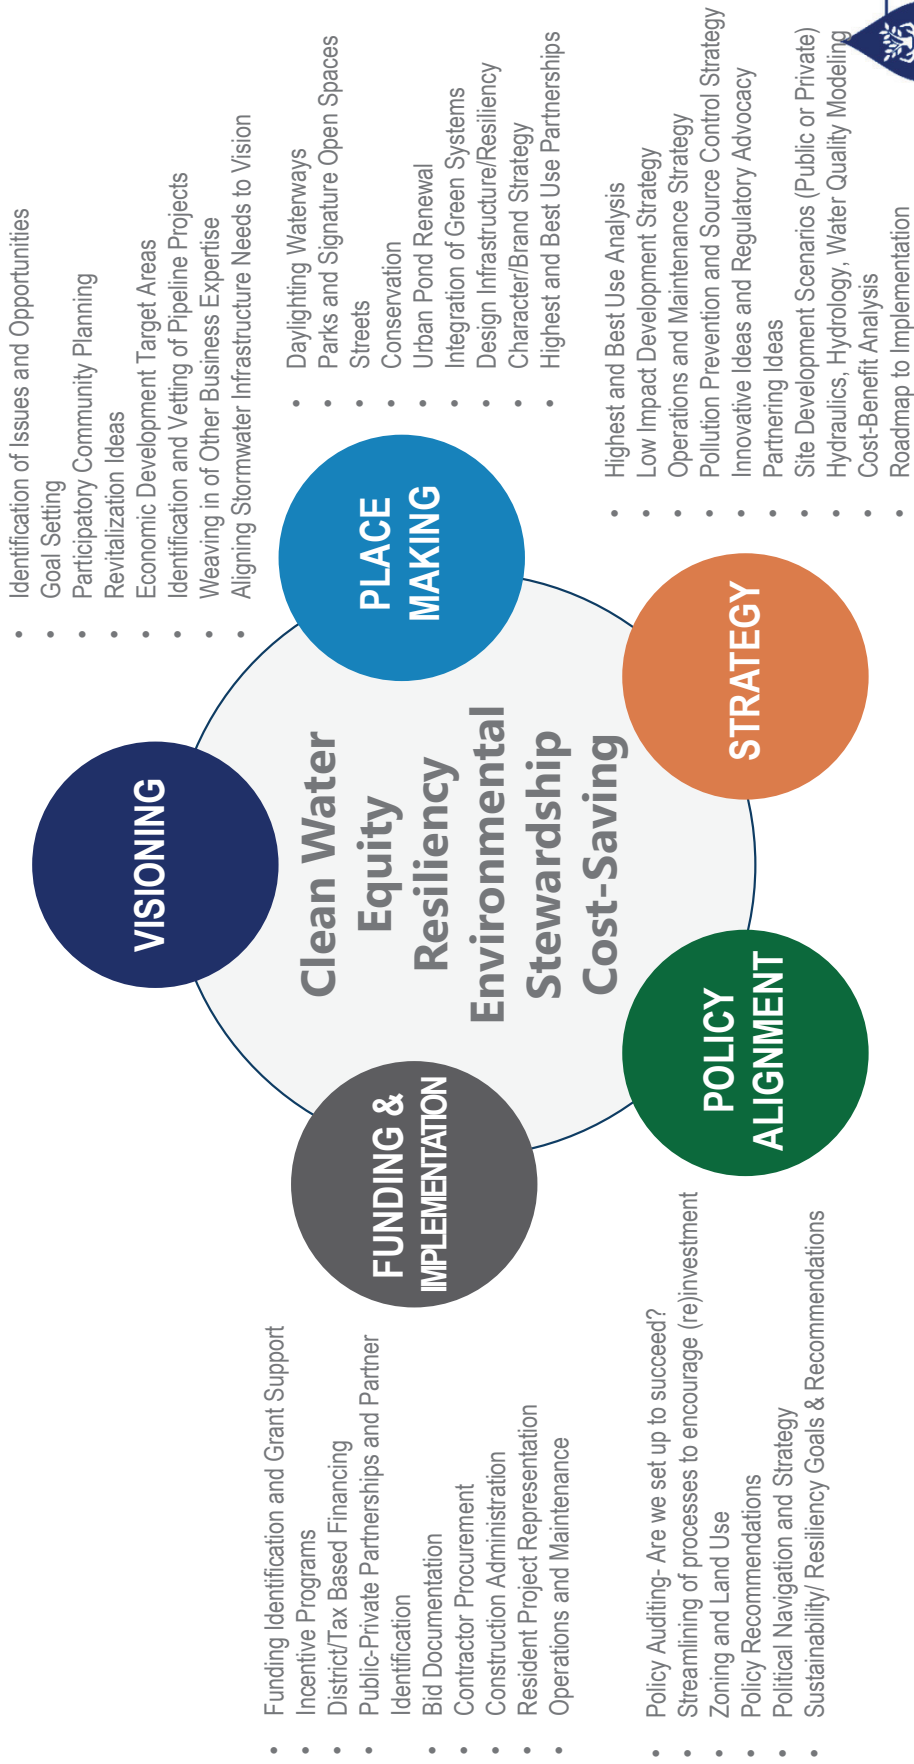 VISIONING
Identification of Issues and Opportunities
Goal Setting
Participatory Community Planning
Revitalization Ideas
Economic Development Target Areas
Identification and Vetting of Pipeline Projects
Weaving in of Other Business Expertise
Aligning Stormwater Infrastructure Needs to Vision
PLACE
MAKING
Daylighting Waterways
Parks and Signature Open Spaces
Streets
Conservation
Urban Pond Renewal
Integration of Green Systems
Design Infrastructure/Resiliency
Character/Brand Strategy
Highest and Best Use Partnerships
STRATEGY
Highest and Best Use Analysis
Low Impact Development Strategy
Operations and Maintenance Strategy
Pollution Prevention and Source Control Strategy
Innovative Ideas and Regulatory Advocacy
Partnering Ideas
Site Development Scenarios (Public or Private)
Hydraulics, Hydrology, Water Quality Modeling
Cost-Benefit Analysis
Roadmap to Implementation
POLICY
ALIGNMENT
Policy Auditing- Are we set up to succeed?
Streamlining of processes to encourage (re)investment
Zoning and Land Use
Policy Recommendations
Political Navigation and Strategy
Sustainability/ Resiliency Goals & Recommendations
FUNDING &
IMPLEMENTATION
Funding Identification and Grant Support
Incentive Programs
District/Tax Based Financing
Public-Private Partnerships and Partner
Identification
Bid Documentation
Contractor Procurement
Construction Administration
Resident Project Representation
Operations and Maintenance
Clean Water
Equity
Resiliency
Environmental
Stewardship
Cost-Saving